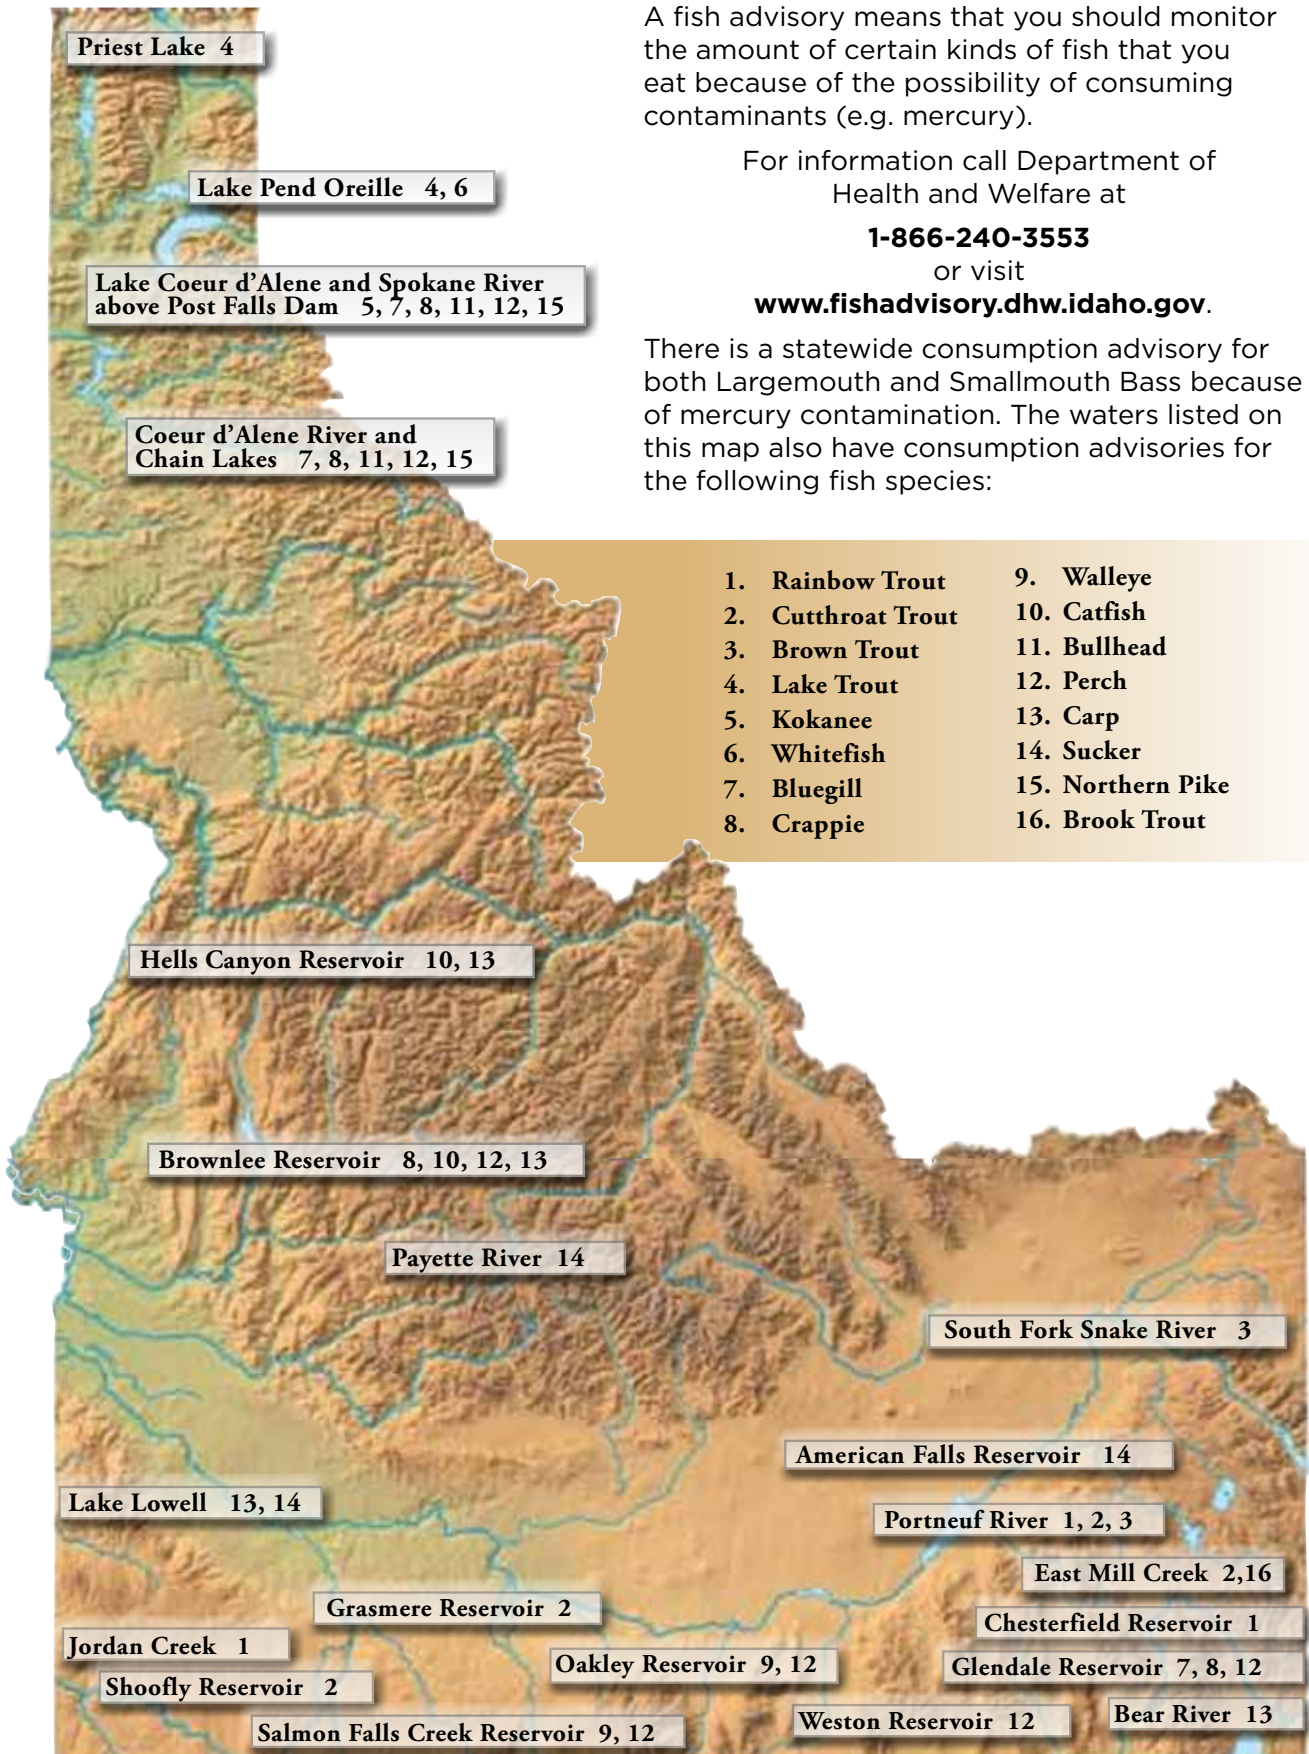 A fish advisory means that you should monitor
the amount of certain kinds of fish that you
eat because of the possibility of consuming
contaminants (e.g. mercury).
For information call Department of
Health and Welfare at
1-866-240-3553
or visit
www.fishadvisory.dhw.idaho.gov.
There is a statewide consumption advisory for
both Largemouth and Smallmouth Bass because
of mercury contamination. The waters listed on
this map also have consumption advisories for
the following fish species:
1. Rainbow Trout
2. Cutthroat Trout
3. Brown Trout
4. Lake Trout
5. Kokanee
6. Whitefish
7. Bluegill
8. Crappie
9. Walleye
10. Catfish
11. Bullhead
12. Perch
13. Carp
14. Sucker
15. Northern Pike
16. Brook Trout
Priest Lake 4
Lake Pend Oreille 4, 6
Lake Coeur d'Alene and Spokane River
above Post Falls Dam 5, 7, 8, 11, 12, 15
Coeur d'Alene River and
Chain Lakes 7, 8, 11, 12, 15
Hells Canyon Reservoir 10, 13
Brownlee Reservoir 8, 10, 12, 13
Payette River 14
South Fork Snake River 3
American Falls Reservoir 14
Lake Lowell 13, 14
Portneuf River 1, 2, 3
East Mill Creek 2,16
Grasmere Reservoir 2
Chesterfield Reservoir 1
Jordan Creek 1
Oakley Reservoir 9, 12
Glendale Reservoir 7, 8, 12
Shoofly Reservoir 2
Bear River 13
Weston Reservoir 12
Salmon Falls Creek Reservoir 9, 12